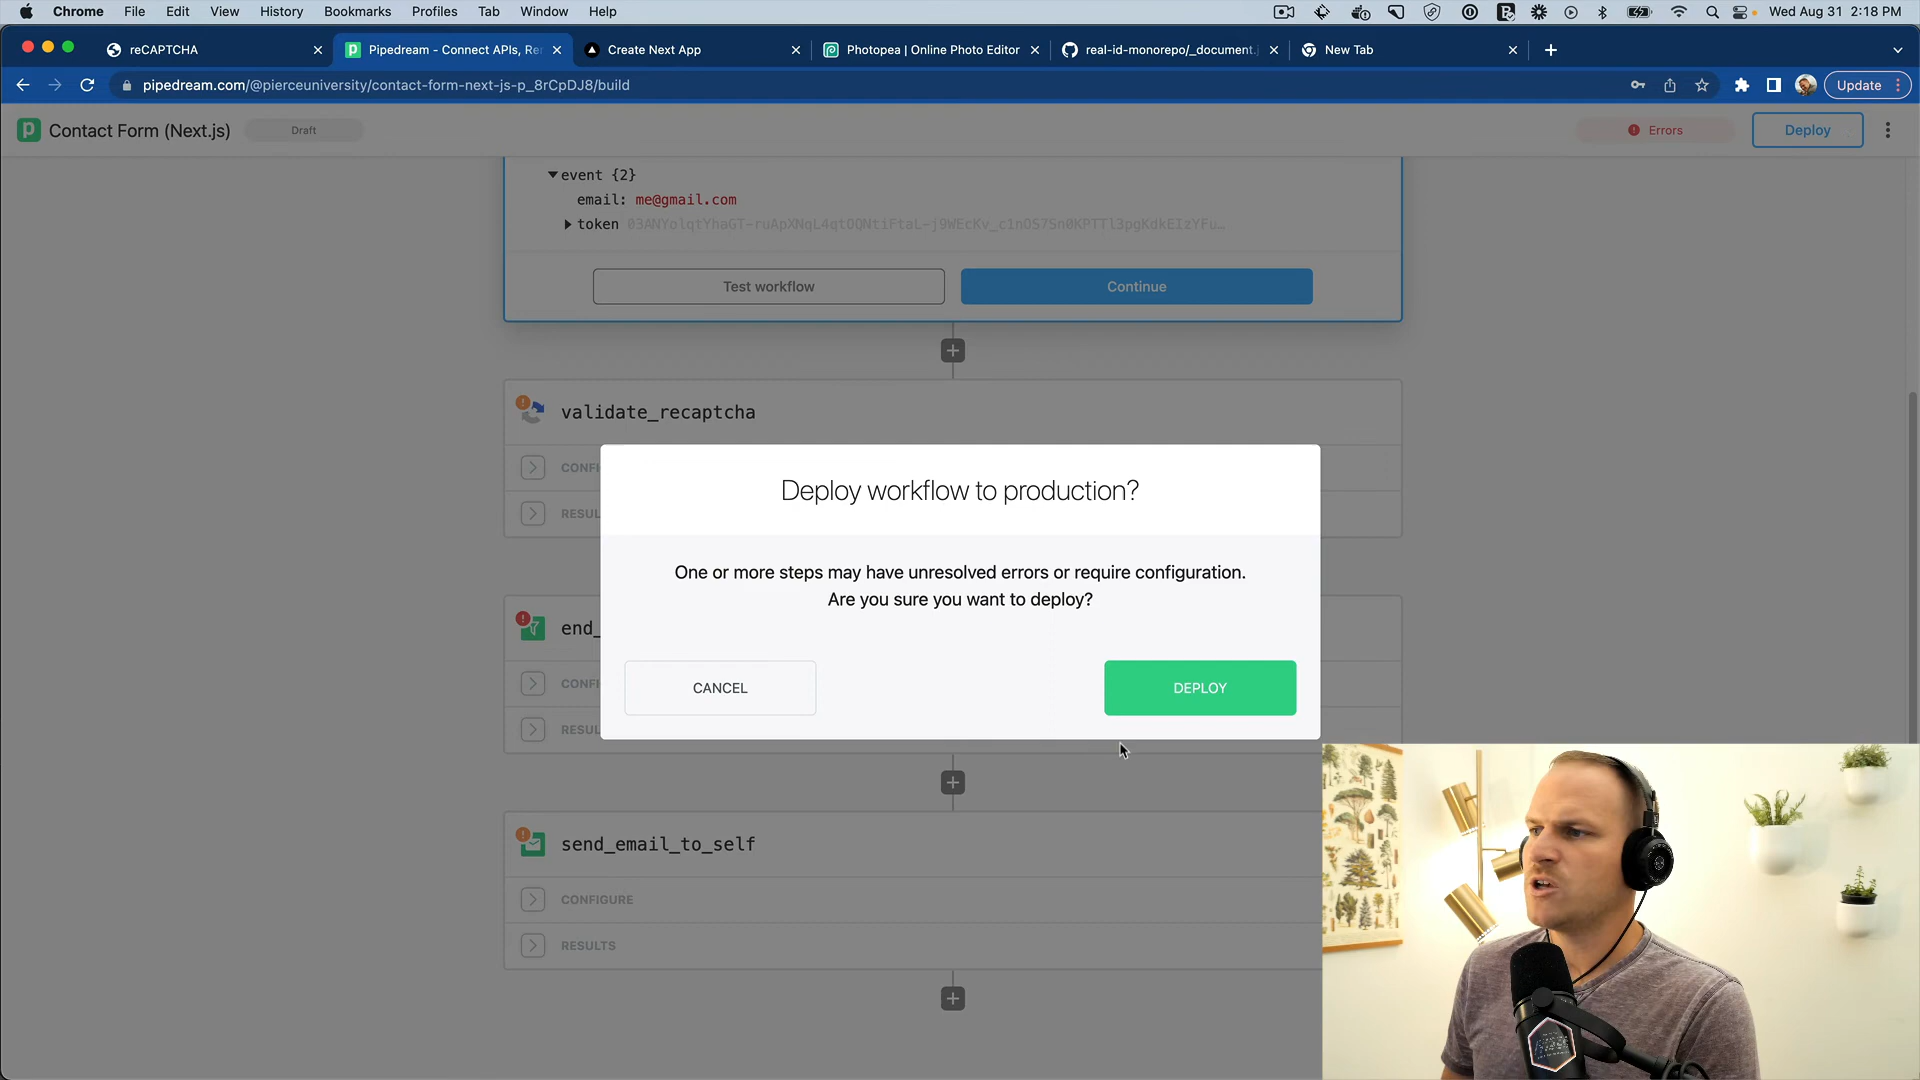 Chrome File Edit View History Bookmarks Profiles Tab Window Help Wed Aug 31 2:18 PM
reCAPTCHA Pipedream - Connect APIs, Re Create Next App Photopea | Online Photo Editor real-id-monorepo/_document. New Tab
pipedream.com/@pierceuniversity/contact-form-next-js-p_8rCpDJ8/build Update
Contact Form (Next.js) Draft Errors Deploy
event {2}
email: me@gmail.com
token
Test workflow Continue
validate_recaptcha
CONFI
RESUL
Deploy workflow to production?
One or more steps may have unresolved errors or require configuration.
Are you sure you want to deploy?
CANCEL DEPLOY
end_
CONFI
RESUL
send_email_to_self
CONFIGURE
RESULTS